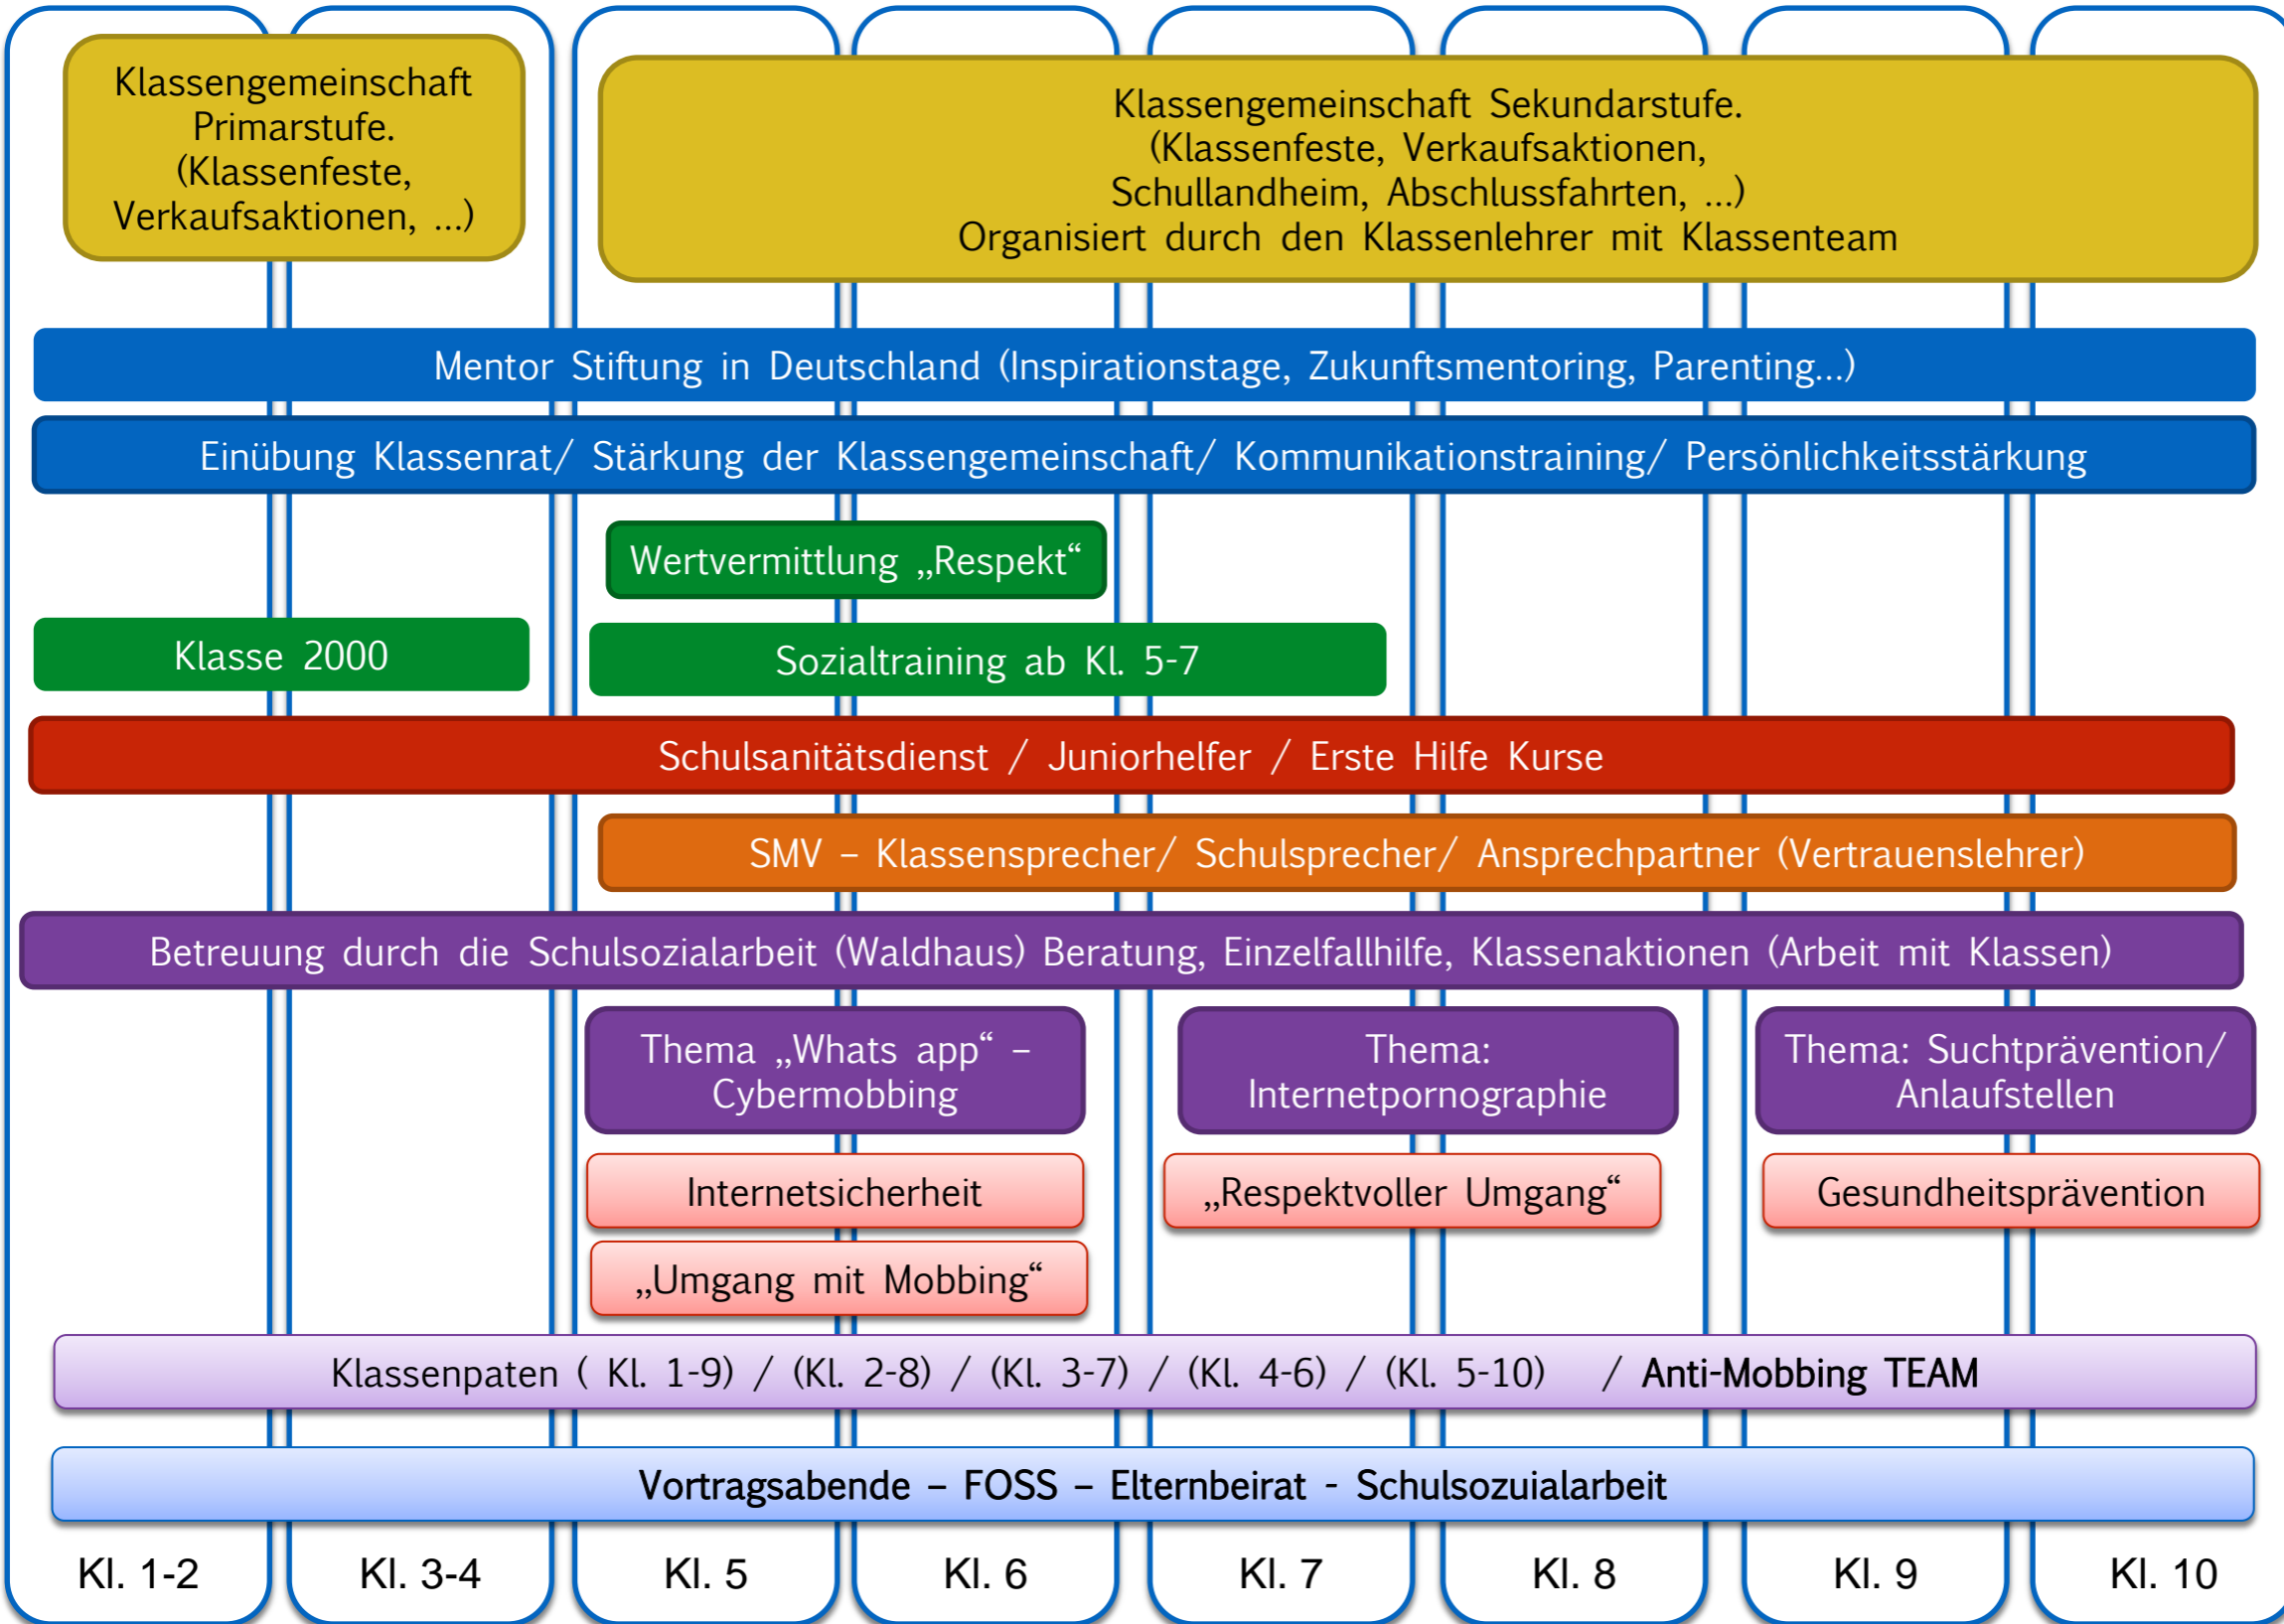 Klassengemeinschaft
Primarstufe.
(Klassenfeste,
Verkaufsaktionen, ...)
Klassengemeinschaft Sekundarstufe.
(Klassenfeste, Verkaufsaktionen,
Schullandheim, Abschlussfahrten, ...)
Organisiert durch den Klassenlehrer mit Klassenteam
Mentor Stiftung in Deutschland (Inspirationstage, Zukunftsmentoring, Parenting...)
Einübung Klassenrat/ Stärkung der Klassengemeinschaft/ Kommunikationstraining/ Persönlichkeitsstärkung
Wertvermittlung „Respekt“
Klasse 2000
Sozialtraining ab Kl. 5-7
Schulsanitätsdienst / Juniorhelfer / Erste Hilfe Kurse
SMV – Klassensprecher/ Schulsprecher/ Ansprechpartner (Vertrauenslehrer)
Betreuung durch die Schulsozialarbeit (Waldhaus) Beratung, Einzelfallhilfe, Klassenaktionen (Arbeit mit Klassen)
Thema „Whats app“ –
Cybermobbing
Thema:
Internetpornographie
Thema: Suchtprävention/
Anlaufstellen
Internetsicherheit
„Respektvoller Umgang“
Gesundheitsprävention
„Umgang mit Mobbing“
Klassenpaten ( Kl. 1-9) / (Kl. 2-8) / (Kl. 3-7) / (Kl. 4-6) / (Kl. 5-10) / Anti-Mobbing TEAM
Vortragsabende – FOSS – Elternbeirat - Schulsozuialarbeit
Kl. 1-2
Kl. 3-4
Kl. 5
Kl. 6
Kl. 7
Kl. 8
Kl. 9
Kl. 10